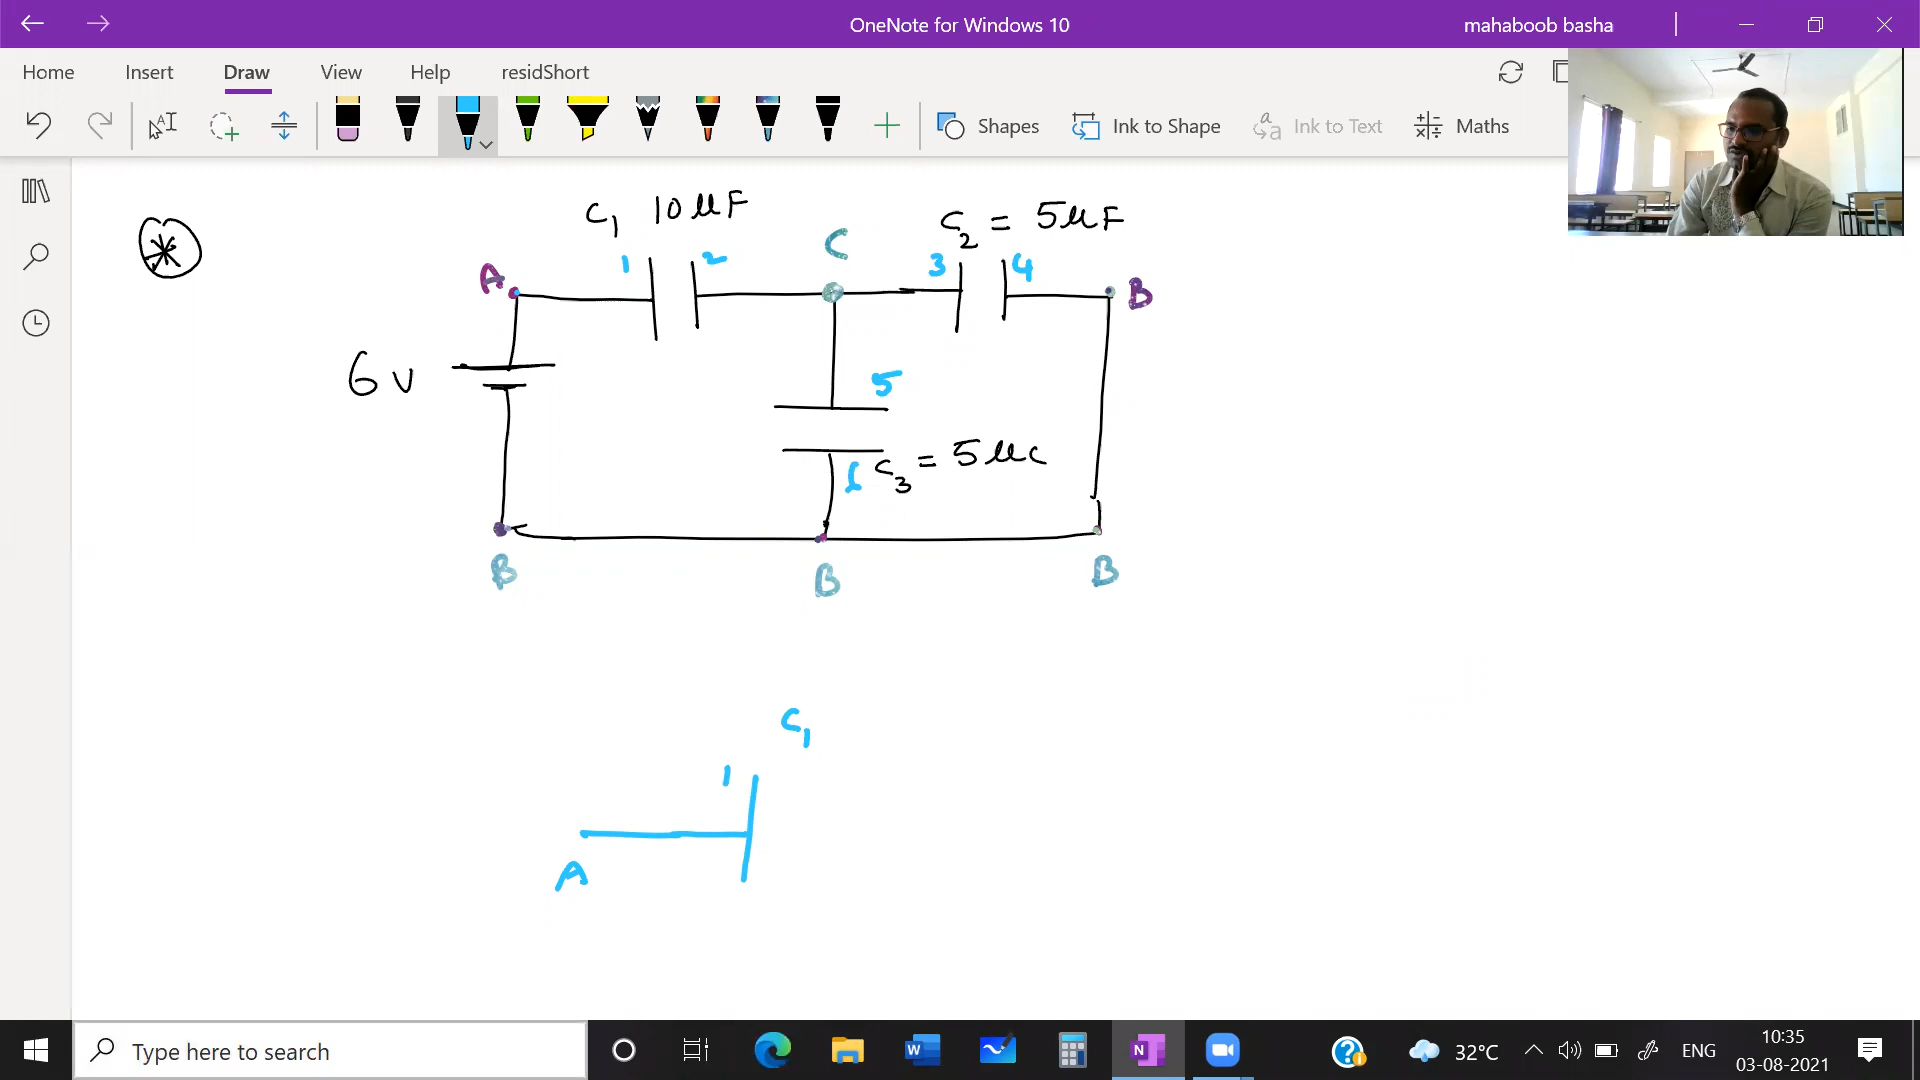 OneNote for Windows 10
mahaboob basha
Home Insert Draw View Help residShort
Shapes Ink to Shape Ink to Text Maths
C1 10 μF
C2 = 5μF
A 1 2 C 3 4 B
6 v
5
6 C3 = 5 μc
B B B
C1
1
A
Type here to search
32°C ENG
10:35
03-08-2021